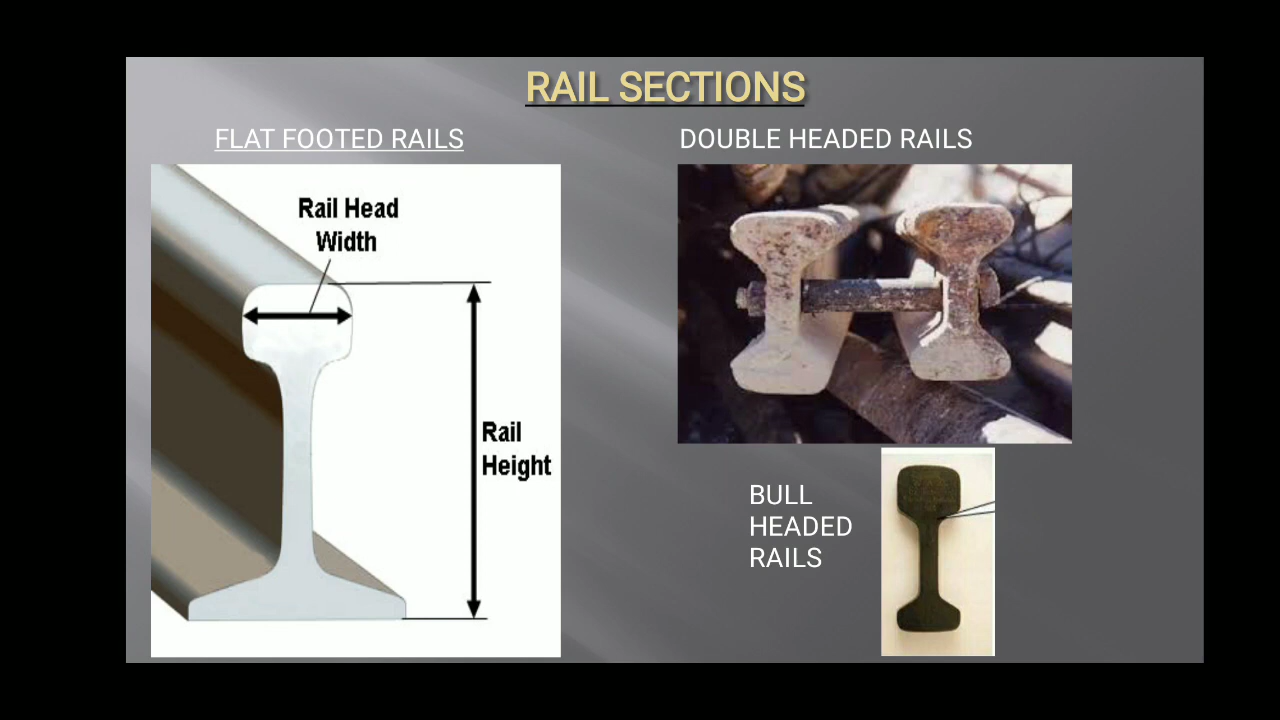 RAIL SECTIONS
FLAT FOOTED RAILS
Rail Head
Width
Rail
Height
DOUBLE HEADED RAILS
BULL
HEADED
RAILS